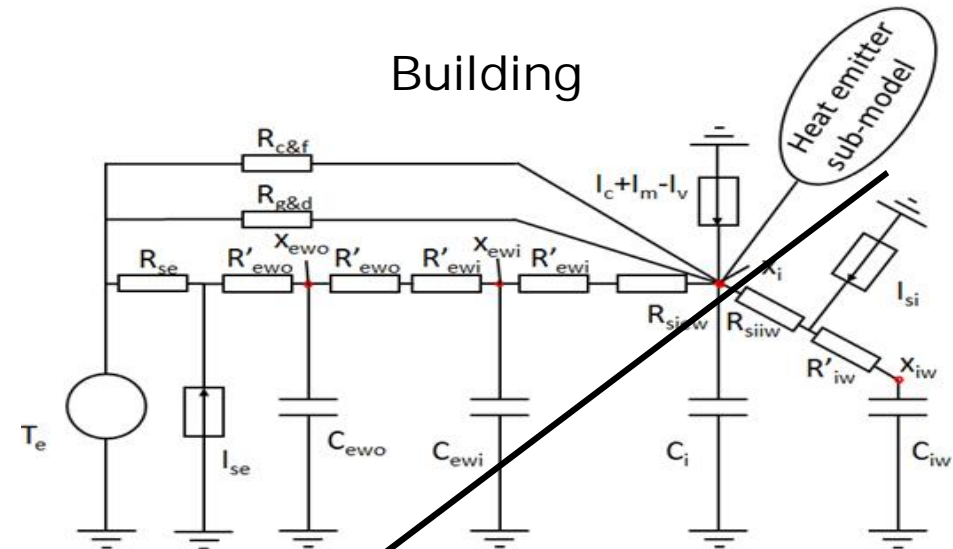 Building
Heat emitter
sub-model
R_c&f
I_c+I_m-I_v
R_g&d
R_se
R'_ewo
x_ewo
R'_ewo
R'_ewi
x_ewi
R'_ewi
x_i
I_si
R_siew
R_siiw
R'_iw
x_iw
T_e
I_se
C_ewo
C_ewi
C_i
C_iw